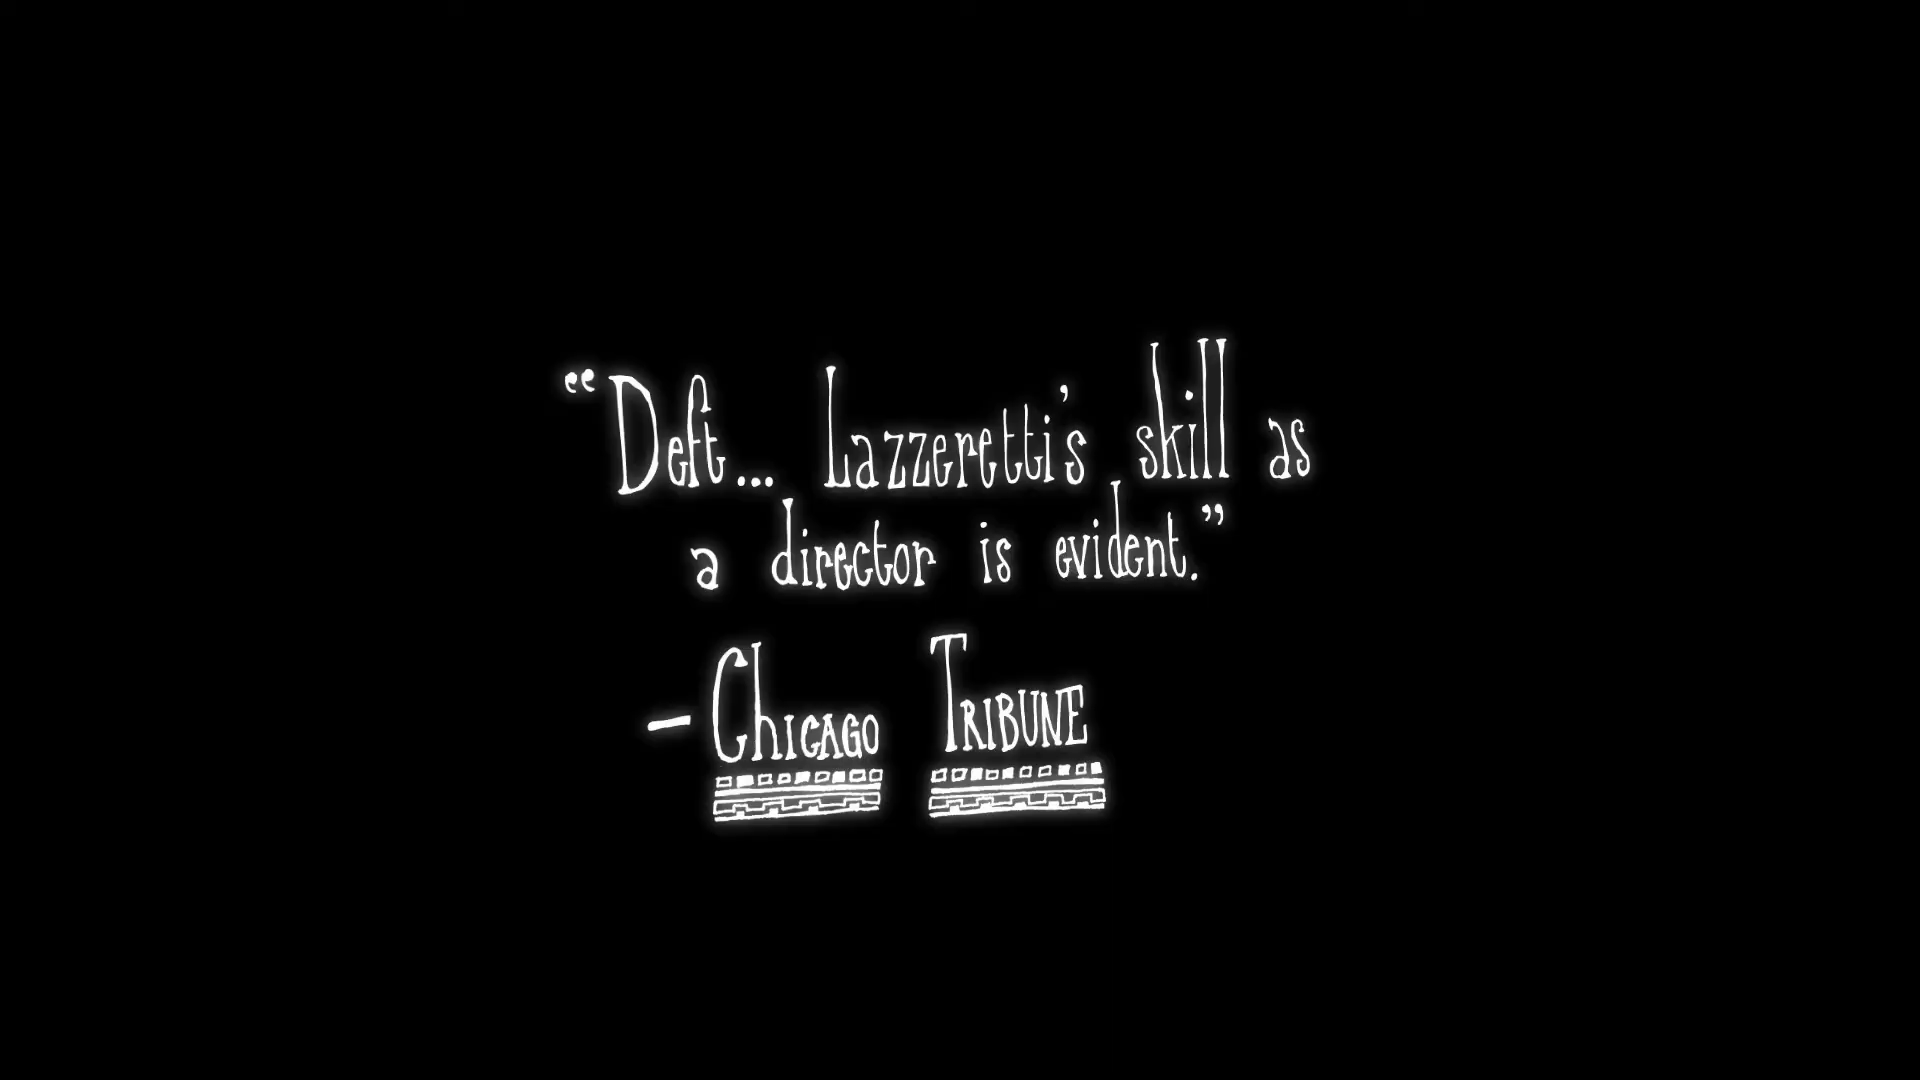 “Deft... Lazzeretti’s skill as
a director is evident.”
– Chicago Tribune